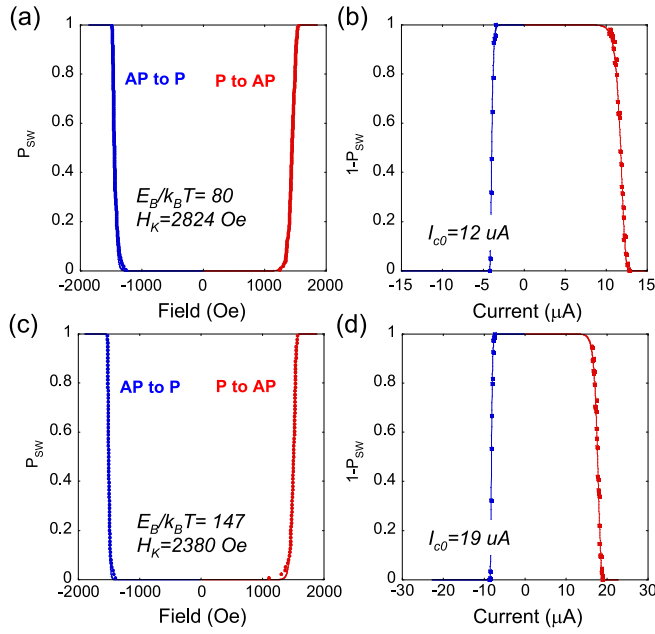 (a)
1
0.8
0.6
0.4
0.2
0
P_SW
AP to P
P to AP
E_B/k_BT= 80
H_K=2824 Oe
-2000 -1000 0 1000 2000
Field (Oe)
(b)
1
0.8
0.6
0.4
0.2
0
1-P_SW
I_c0=12 uA
-15 -10 -5 0 5 10 15
Current (μA)
(c)
1
0.8
0.6
0.4
0.2
0
P_SW
AP to P
P to AP
E_B/k_BT= 147
H_K=2380 Oe
-2000 -1000 0 1000 2000
Field (Oe)
(d)
1
0.8
0.6
0.4
0.2
0
1-P_SW
I_c0=19 uA
-30 -20 -10 0 10 20 30
Current (μA)